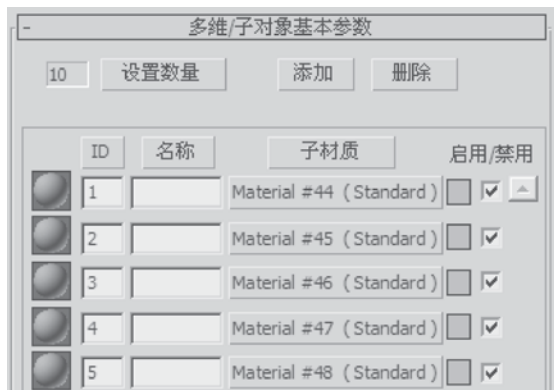 - 多维/子对象基本参数
10 设置数量 添加 删除
ID 名称 子材质 启用/禁用
1 Material #44 ( Standard )
2 Material #45 ( Standard )
3 Material #46 ( Standard )
4 Material #47 ( Standard )
5 Material #48 ( Standard )